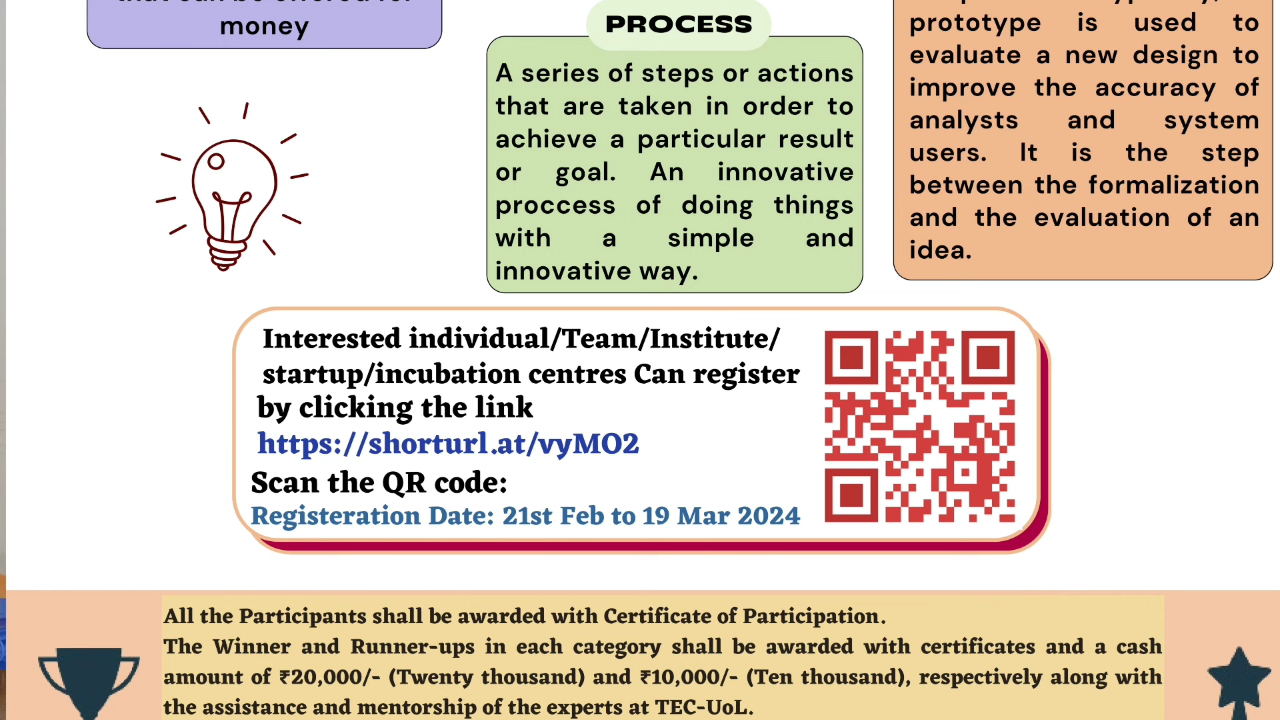 that can be offered for
money
PROCESS
A series of steps or actions
that are taken in order to
achieve a particular result
or goal. An innovative
proccess of doing things
with a simple and
innovative way.
prototype is used to
evaluate a new design to
improve the accuracy of
analysts and system
users. It is the step
between the formalization
and the evaluation of an
idea.
Interested individual/Team/Institute/
startup/incubation centres Can register
by clicking the link
https://shorturl.at/vyMO2
Scan the QR code:
Registeration Date: 21st Feb to 19 Mar 2024
All the Participants shall be awarded with Certificate of Participation.
The Winner and Runner-ups in each category shall be awarded with certificates and a cash
amount of ₹20,000/- (Twenty thousand) and ₹10,000/- (Ten thousand), respectively along with
the assistance and mentorship of the experts at TEC-UoL.